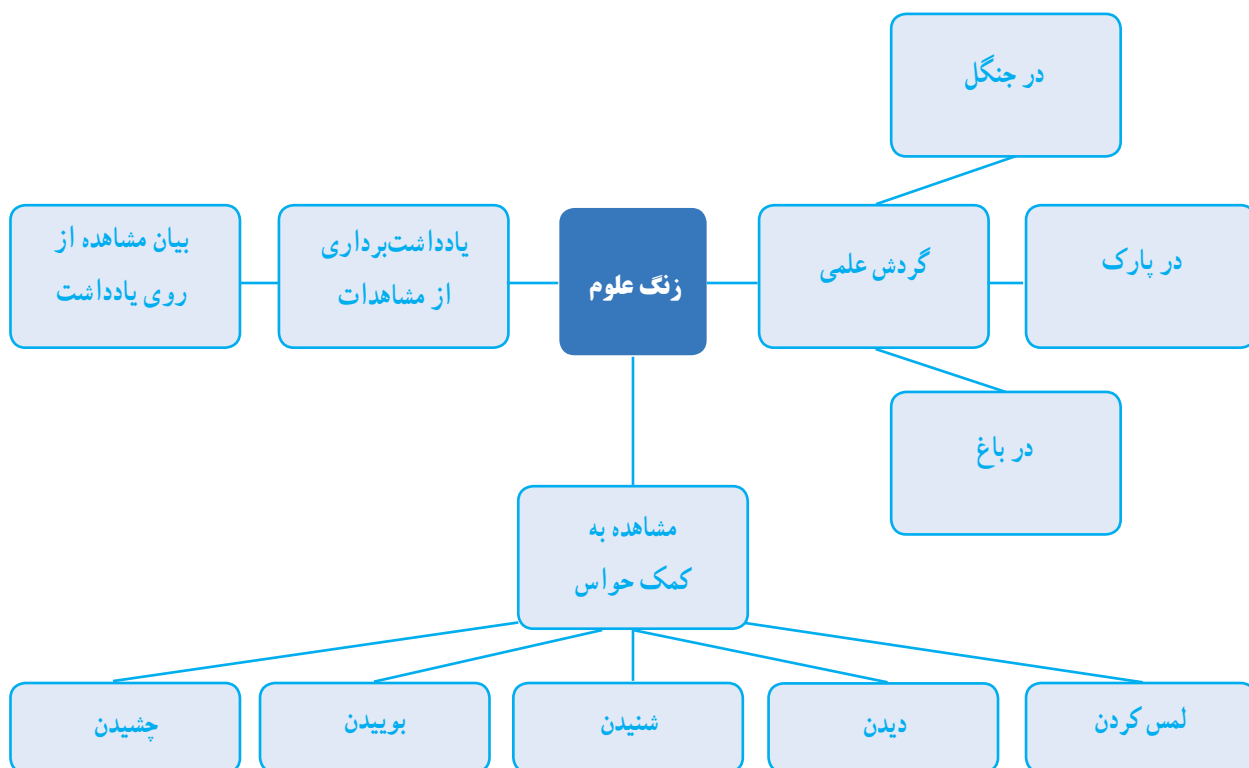 در جنگل
در پارک
گردش علمی
زنگ علوم
یادداشت‌برداری
از مشاهدات
بیان مشاهده از
روی یادداشت
در باغ
مشاهده به
کمک حواس
لمس کردن
دیدن
شنیدن
بوییدن
چشیدن